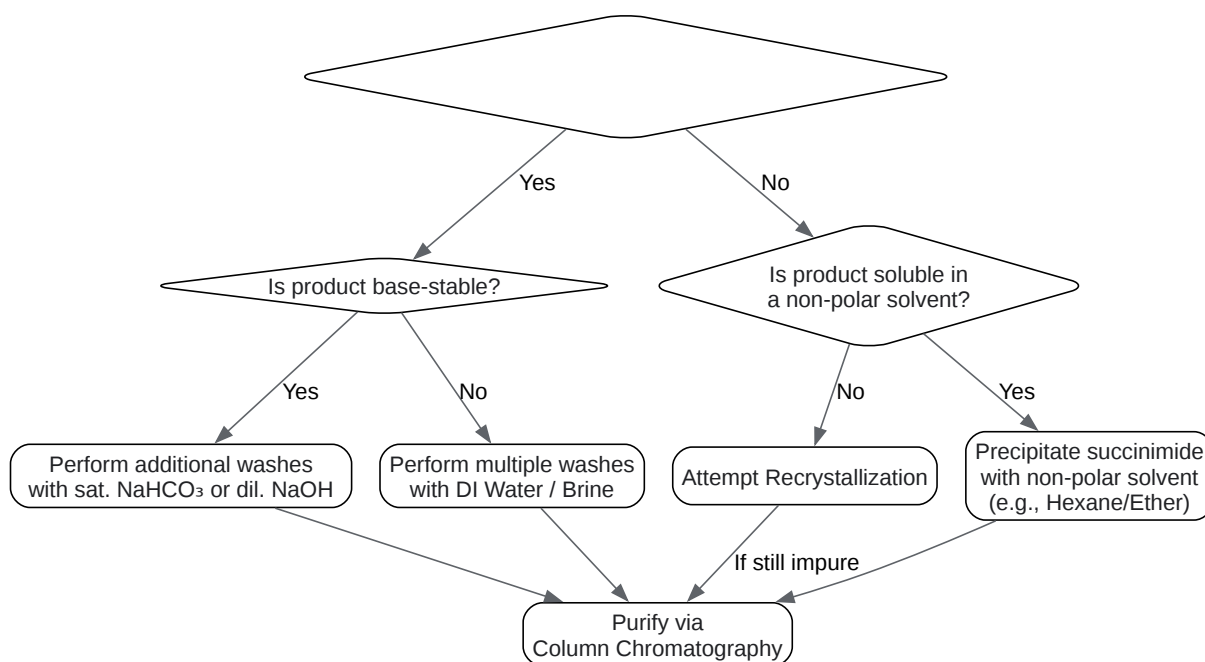 Yes
No
Is product base-stable?
Is product soluble in
a non-polar solvent?
Yes
No
No
Yes
Perform additional washes
with sat. NaHCO₃ or dil. NaOH
Perform multiple washes
with DI Water / Brine
Attempt Recrystallization
Precipitate succinimide
with non-polar solvent
(e.g., Hexane/Ether)
If still impure
Purify via
Column Chromatography